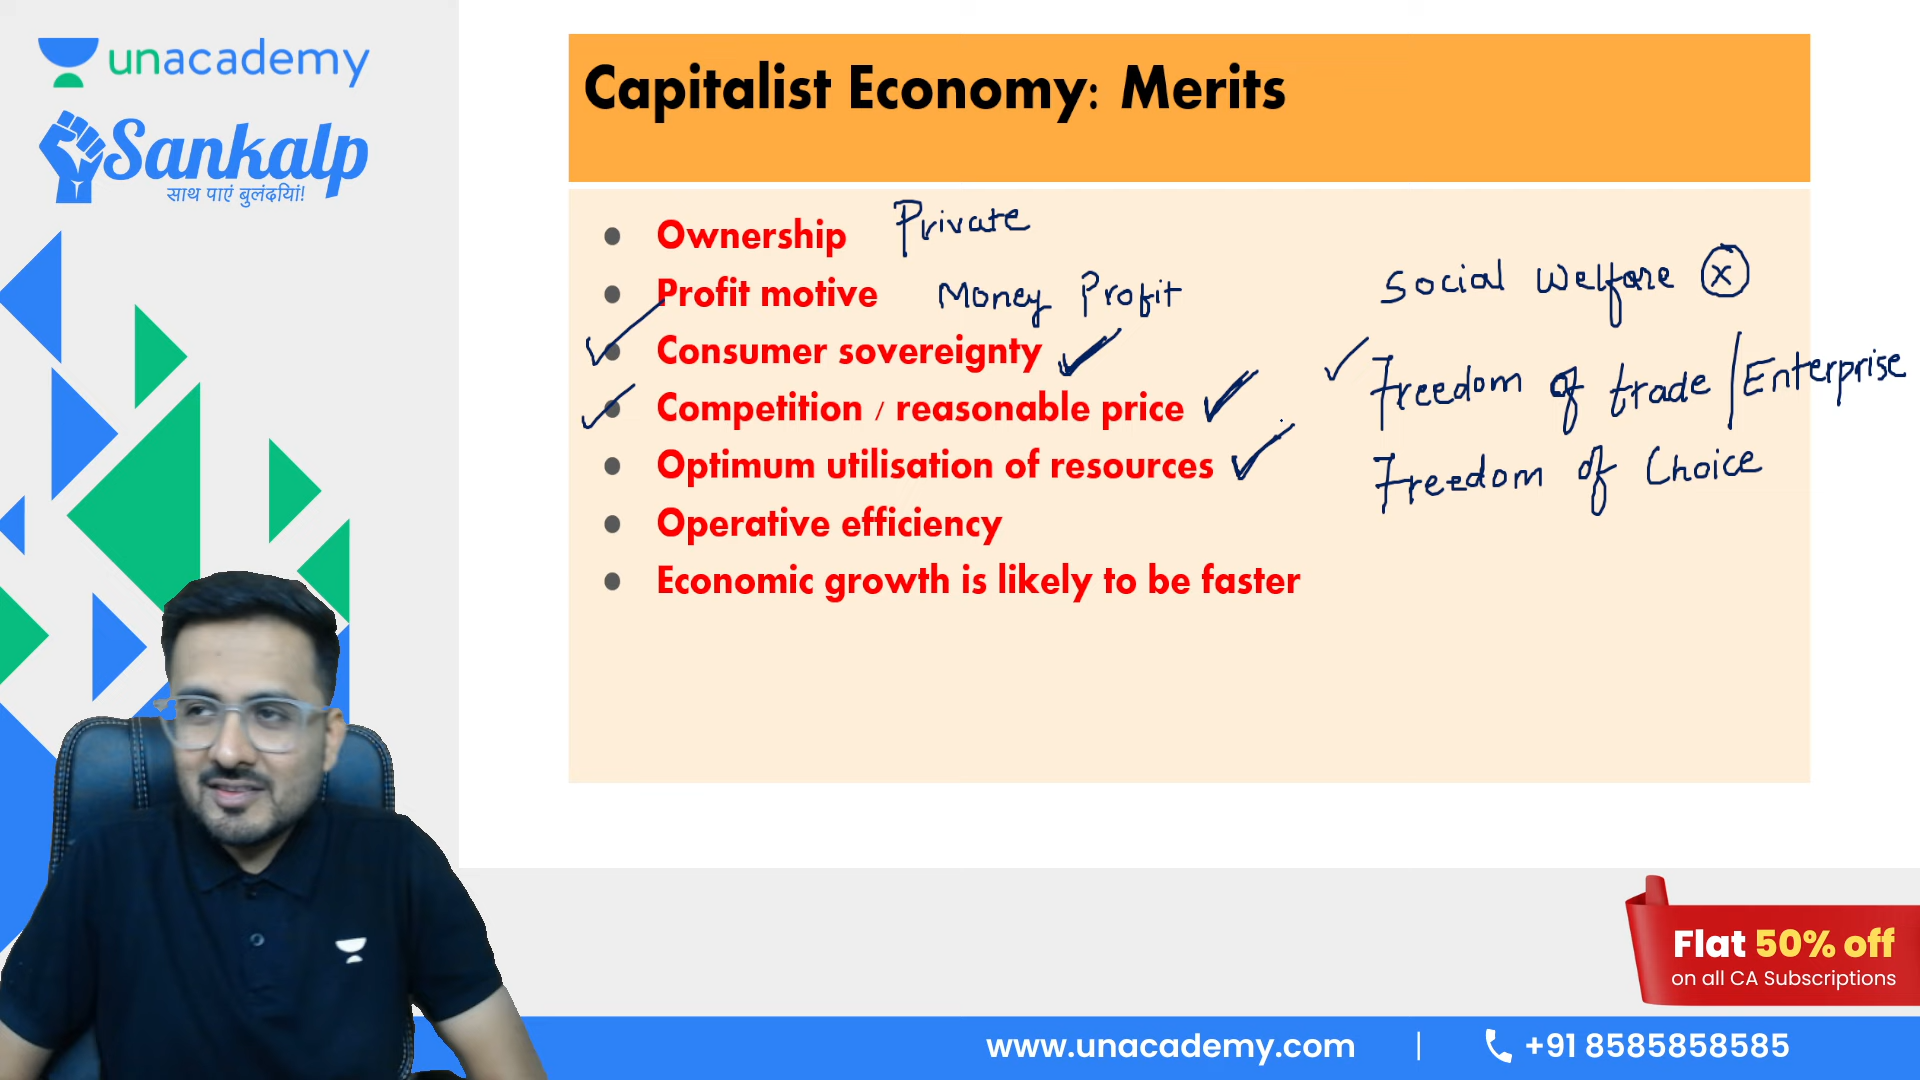 unacademy
Sankalp
साथ पाएं बुलंदियां!
Capitalist Economy: Merits
Ownership Private
Profit motive Money Profit
Social Welfare x
Consumer sovereignty
Freedom of trade / Enterprise
Competition / reasonable price
Optimum utilisation of resources
Freedom of Choice
Operative efficiency
Economic growth is likely to be faster
Flat 50% off
on all CA Subscriptions
www.unacademy.com | +91 8585858585